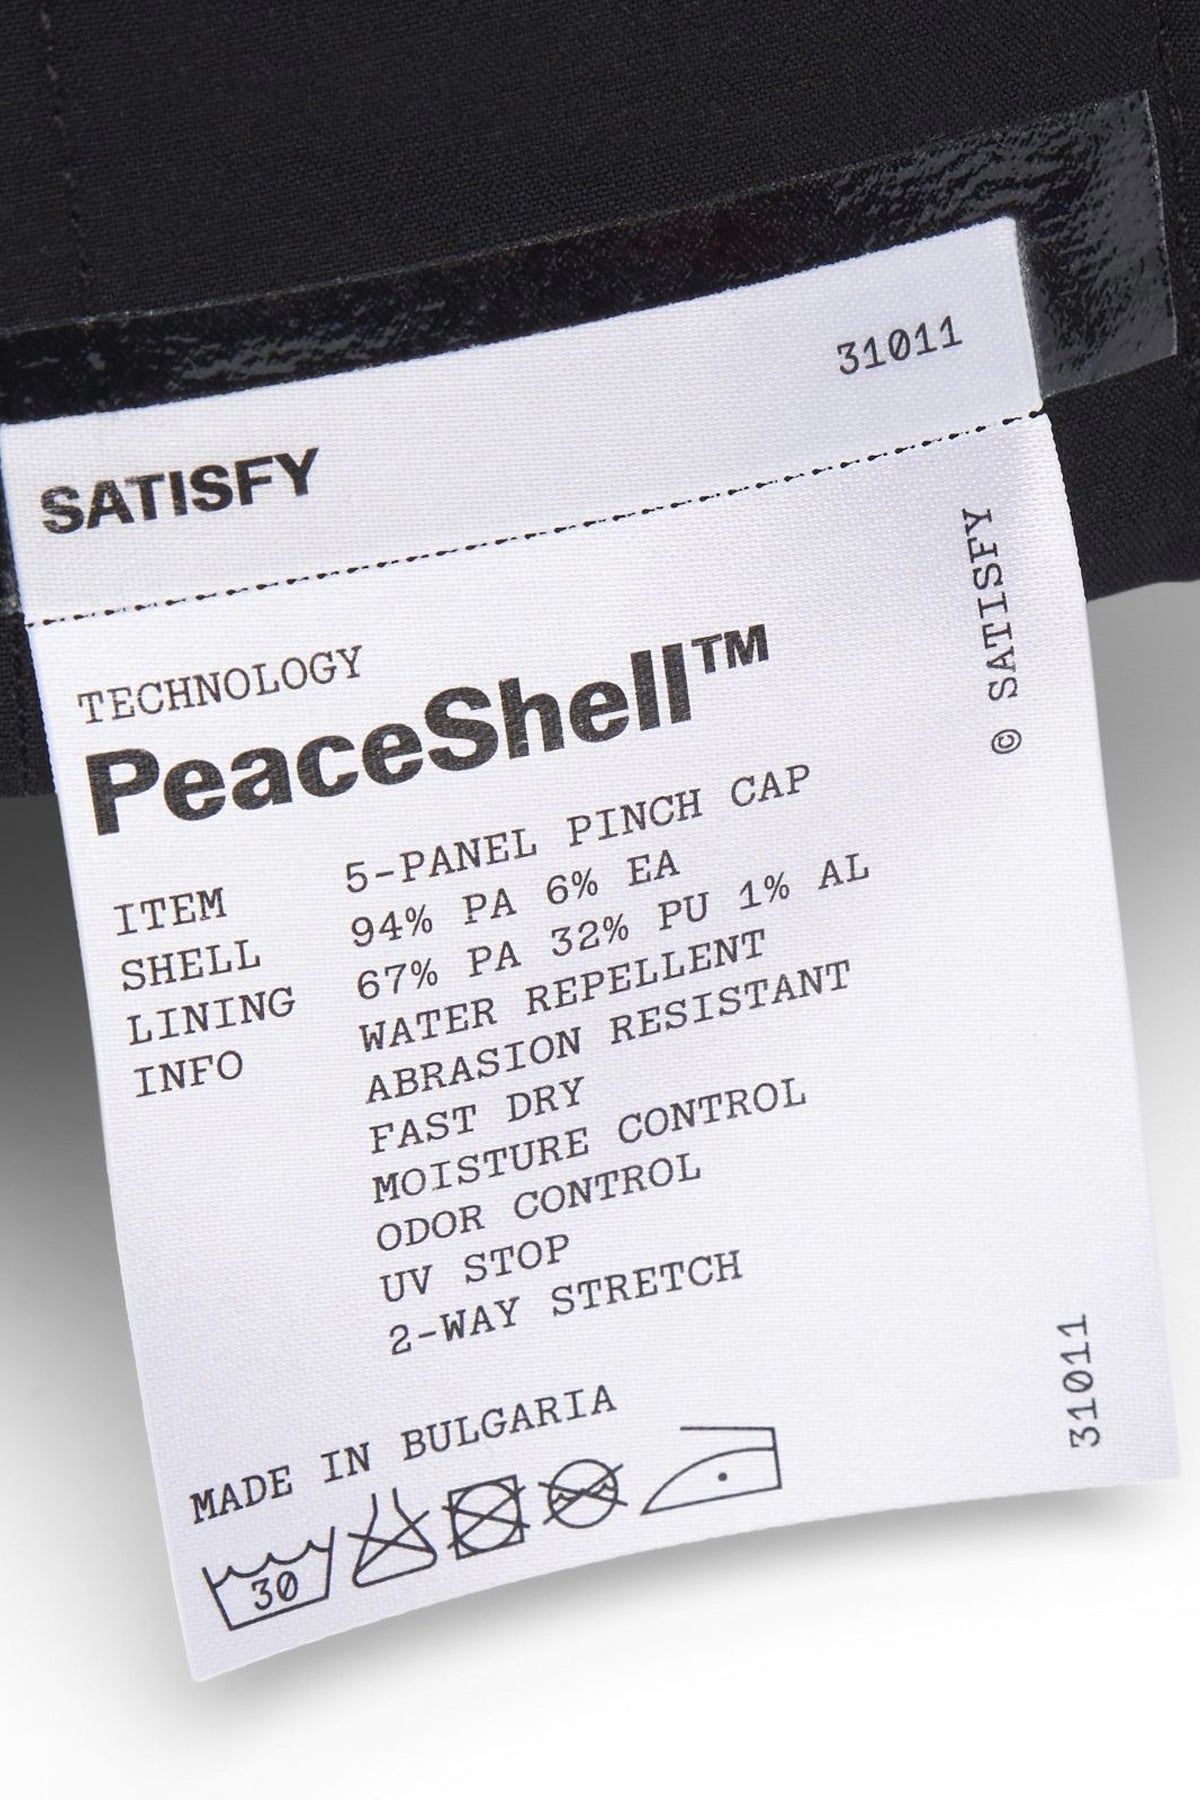 31011
SATISFY
© SATISFY
TECHNOLOGY
PeaceShell™
ITEM 5-PANEL PINCH CAP
SHELL 94% PA 6% EA
LINING 67% PA 32% PU 1% AL
INFO WATER REPELLENT
ABRASION RESISTANT
FAST DRY
MOISTURE CONTROL
ODOR CONTROL
UV STOP
2-WAY STRETCH
31011
MADE IN BULGARIA
30